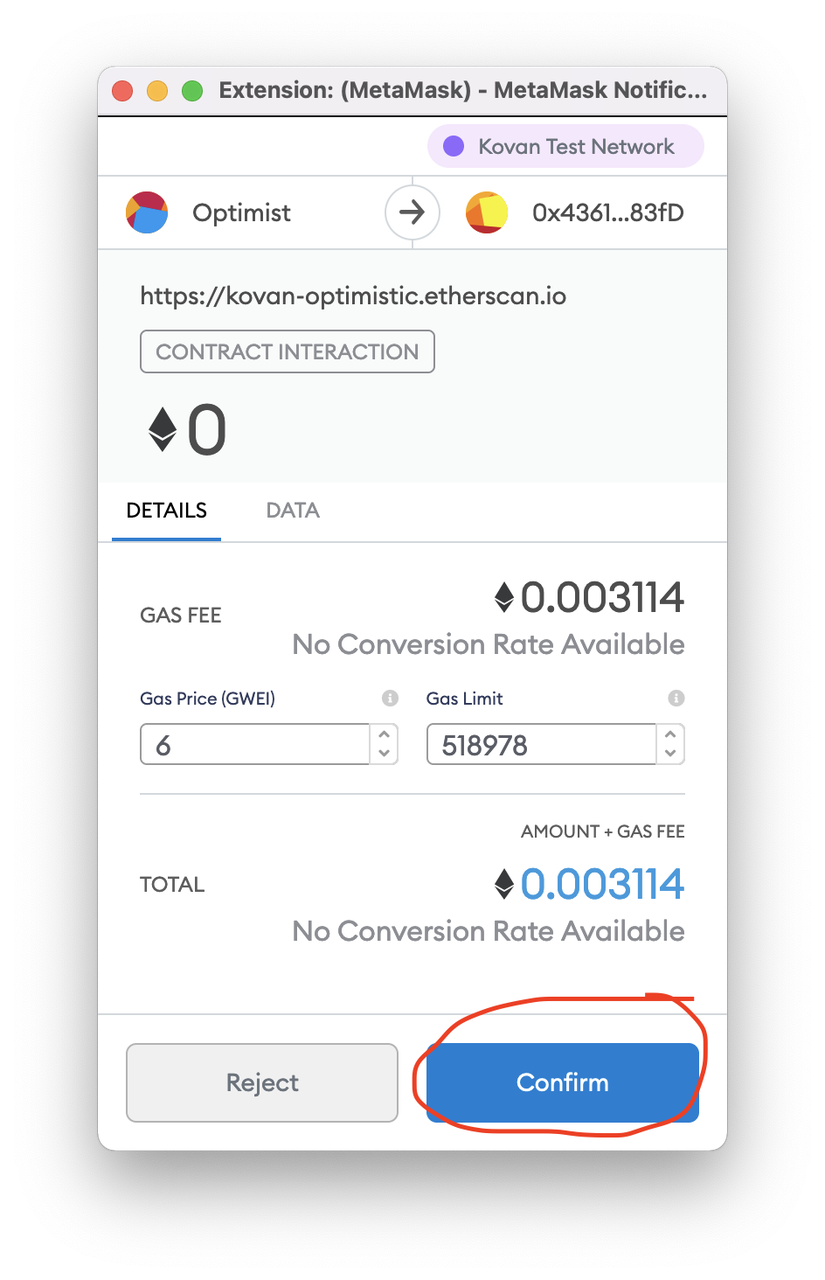 Extension: (MetaMask) - MetaMask Notific...
Kovan Test Network
Optimist
0x4361...83fD
https://kovan-optimistic.etherscan.io
CONTRACT INTERACTION
0
DETAILS DATA
GAS FEE
0.003114
No Conversion Rate Available
Gas Price (GWEI) Gas Limit
6 518978
AMOUNT + GAS FEE
TOTAL
0.003114
No Conversion Rate Available
Reject Confirm